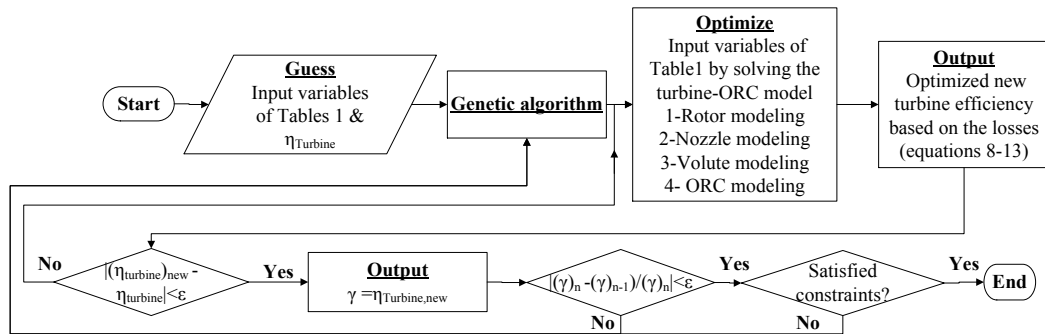 Start
Guess
Input variables
of Tables 1 &
ηTurbine
Genetic algorithm
Optimize
Input variables of
Table1 by solving the
turbine-ORC model
1-Rotor modeling
2-Nozzle modeling
3-Volute modeling
4- ORC modeling
Output
Optimized new
turbine efficiency
based on the losses
(equations 8-13)
No
|(ηturbine)new -
ηturbine|<ε
Yes
Output
γ =ηTurbine,new
|(γ)n -(γ)n-1)/(γ)n|<ε
Yes
No
Satisfied
constraints?
Yes
No
End